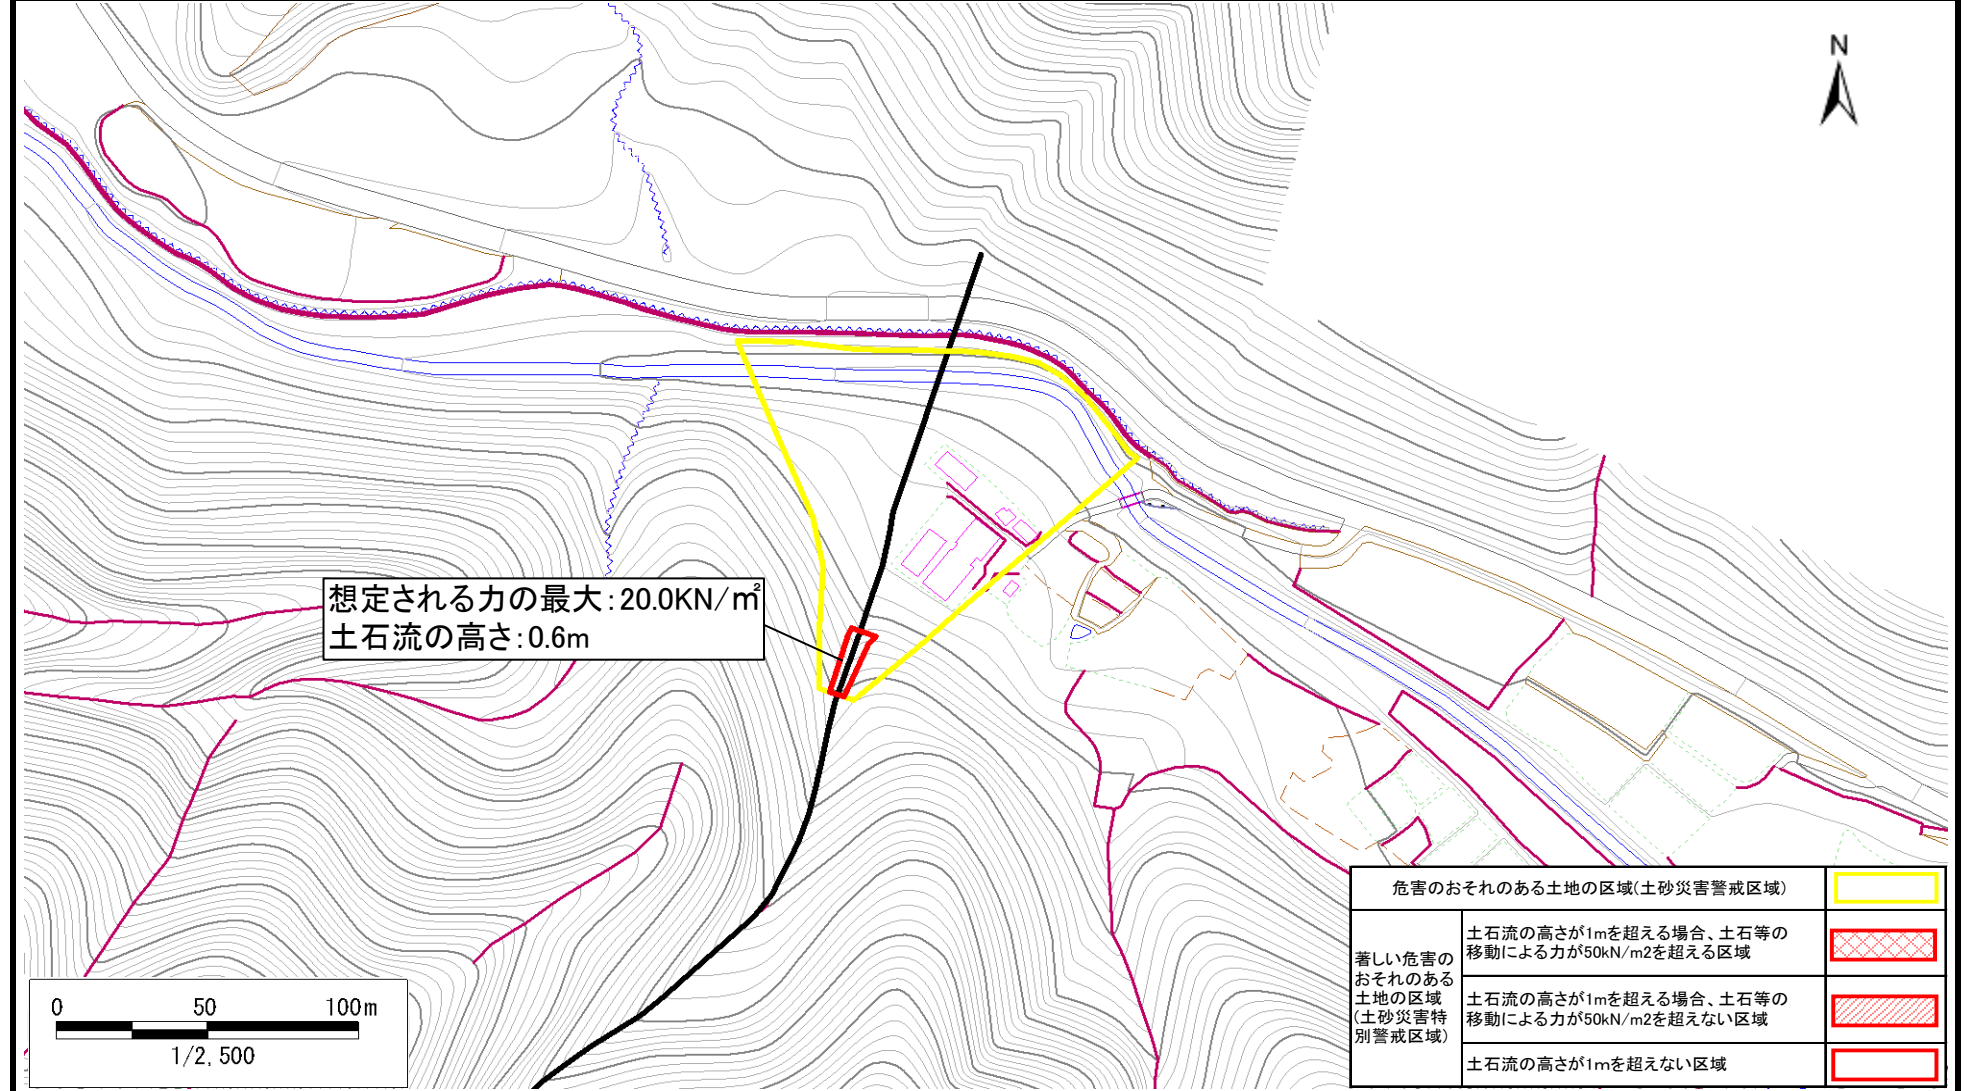 N
想定される力の最大:20.0KN/㎡
土石流の高さ:0.6m
0 50 100m
1/2,500
危害のおそれのある土地の区域(土砂災害警戒区域)
著しい危害の
おそれのある
土地の区域
(土砂災害特
別警戒区域)
土石流の高さが1mを超える場合、土石等の
移動による力が50kN/m2を超える区域
土石流の高さが1mを超える場合、土石等の
移動による力が50kN/m2を超えない区域
土石流の高さが1mを超えない区域